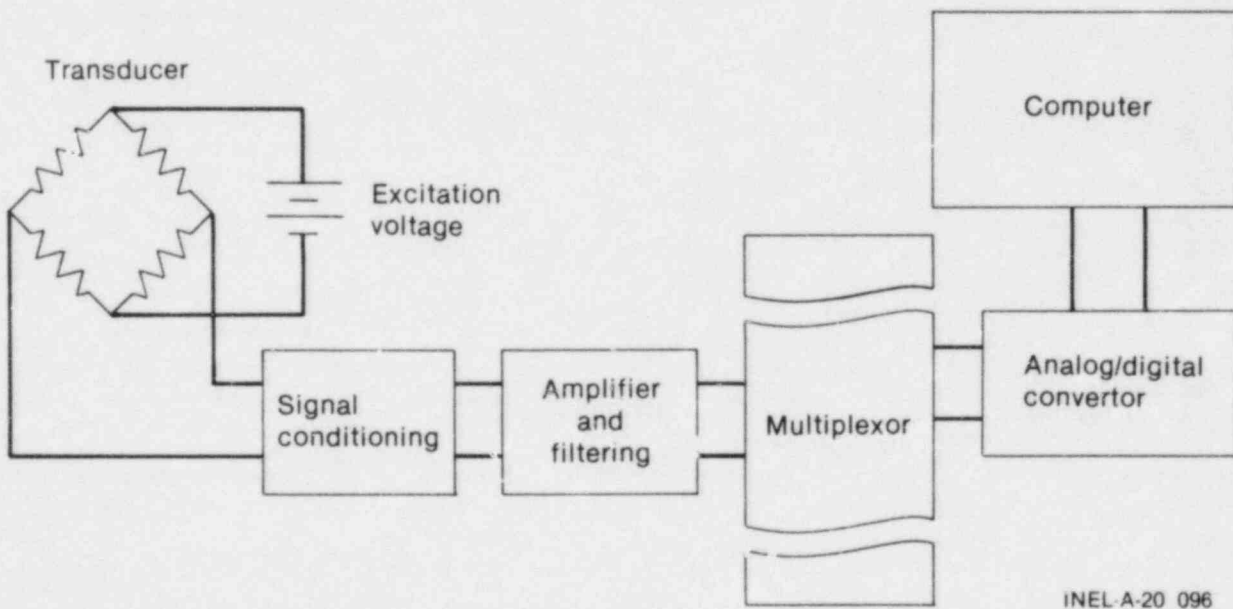 Transducer
Excitation
voltage
Signal
conditioning
Amplifier
and
filtering
Multiplexor
Analog/digital
convertor
Computer
INEL-A-20 096